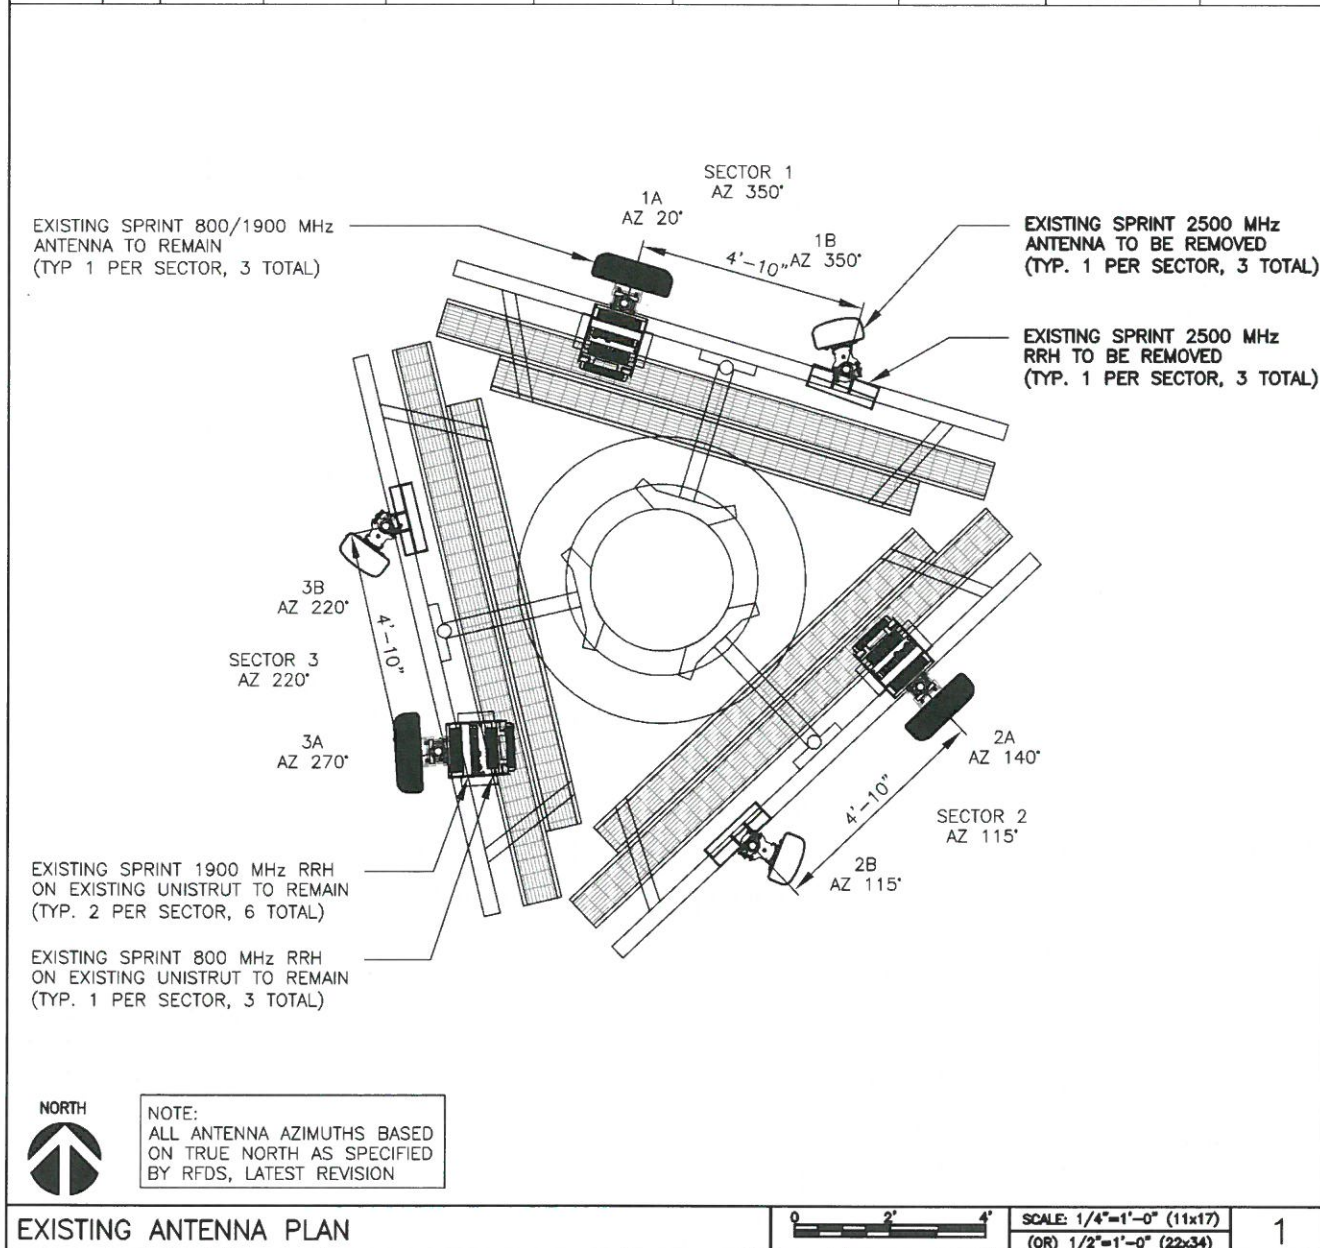 SECTOR 1
AZ 350°
1A
AZ 20°
1B
AZ 350°
4'-10"
EXISTING SPRINT 800/1900 MHz
ANTENNA TO REMAIN
(TYP 1 PER SECTOR, 3 TOTAL)
EXISTING SPRINT 2500 MHz
ANTENNA TO BE REMOVED
(TYP. 1 PER SECTOR, 3 TOTAL)
EXISTING SPRINT 2500 MHz
RRH TO BE REMOVED
(TYP. 1 PER SECTOR, 3 TOTAL)
3B
AZ 220°
4'-10"
SECTOR 3
AZ 220°
3A
AZ 270°
2A
AZ 140°
4'-10"
SECTOR 2
AZ 115°
2B
AZ 115°
EXISTING SPRINT 1900 MHz RRH
ON EXISTING UNISTRUT TO REMAIN
(TYP. 2 PER SECTOR, 6 TOTAL)
EXISTING SPRINT 800 MHz RRH
ON EXISTING UNISTRUT TO REMAIN
(TYP. 1 PER SECTOR, 3 TOTAL)
NORTH
NOTE:
ALL ANTENNA AZIMUTHS BASED
ON TRUE NORTH AS SPECIFIED
BY RFDS, LATEST REVISION
EXISTING ANTENNA PLAN
0 2' 4'
SCALE: 1/4"=1'-0" (11x17)
(OR) 1/2"=1'-0" (22x34)
1